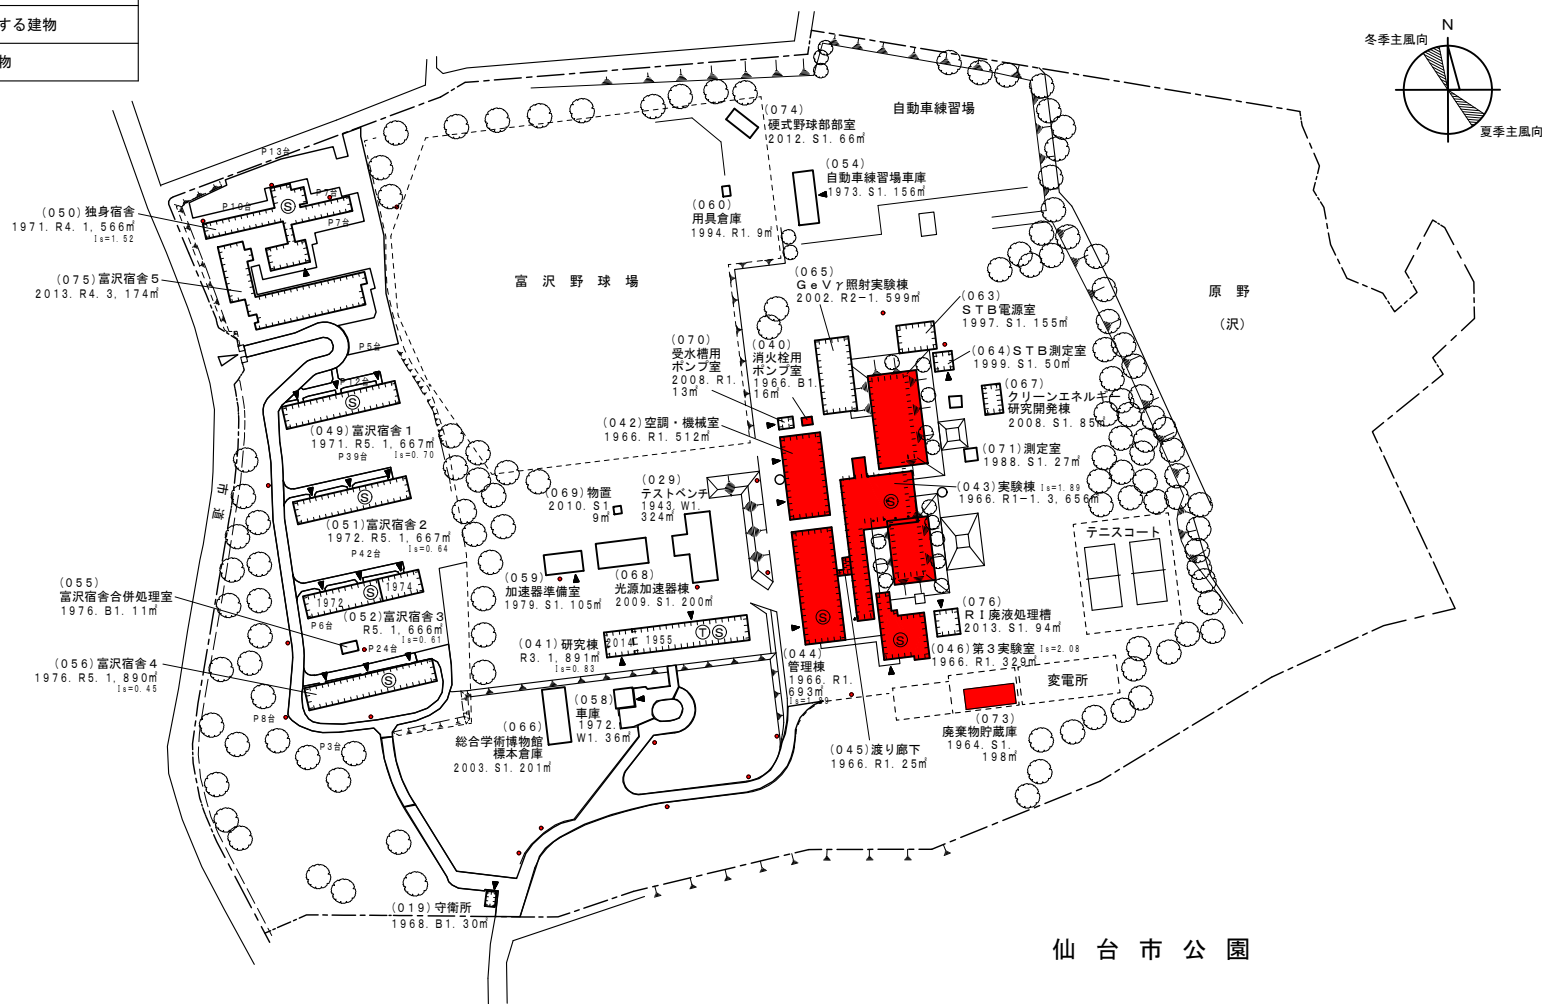 する建物
物
N
冬季主風向
夏季主風向
(074)
硬式野球部部室
2012. S1. 66㎡
自動車練習場
(054)
自動車練習場車庫
1973. S1. 156㎡
(060)
用具倉庫
1994. R1. 9㎡
P13台
P10台
P7台
P7台
Ⓢ
(050)独身宿舎
1971. R4. 1, 566㎡
Is=1.52
(075)富沢宿舎5
2013. R4. 3, 174㎡
富沢野球場
原野
(沢)
(065)
GeVγ照射実験棟
2002. R2-1. 599㎡
(063)
STB電源室
1997. S1. 155㎡
(070)
受水槽用
ポンプ室
2008. R1.
13㎡
(040)
消火栓用
ポンプ室
1966. B1.
16㎡
(064)STB測定室
1999. S1. 50㎡
(067)
クリーンエネルギー
研究開発棟
2008. S1. 85㎡
P5台
P12台
Ⓢ
(049)富沢宿舎1
1971. R5. 1, 667㎡
Is=0.70
(042)空調・機械室
1966. R1. 512㎡
(071)測定室
1988. S1. 27㎡
P39台
Ⓢ
(051)富沢宿舎2
1972. R5. 1, 667㎡
Is=0.64
(069)物置
2010. S1.
9㎡
(029)
テストベンチ
1943. W1.
324㎡
(043)実験棟 Is=1.89
1966. R1-1. 3, 656㎡
Ⓢ
市道
テニスコート
P42台
1972
Ⓢ
1974
(052)富沢宿舎3
R5. 1, 666㎡
Is=0.61
P6台
(055)
富沢宿舎合併処理室
1976. B1. 11㎡
(059)
加速器準備室
1979. S1. 105㎡
(068)
光源加速器棟
2009. S1. 200㎡
(076)
RI廃液処理槽
2013. S1. 94㎡
P24台
(041)研究棟
R3. 1, 891㎡
Is=0.83
2014
1955
ⓉⓈ
Ⓢ
Ⓢ
(046)第3実験室 Is=2.08
1966. R1. 329㎡
(044)
管理棟
1966. R1.
693㎡
Is=1.89
(056)富沢宿舎4
1976. R5. 1, 890㎡
Is=0.45
Ⓢ
変電所
(058)
車庫
1972.
W1. 36㎡
(066)
総合学術博物館
標本倉庫
2003. S1. 201㎡
(073)
廃棄物貯蔵庫
1964. S1.
198㎡
(045)渡り廊下
1966. R1. 25㎡
P8台
P3台
(019)守衛所
1968. B1. 30㎡
仙台市公園